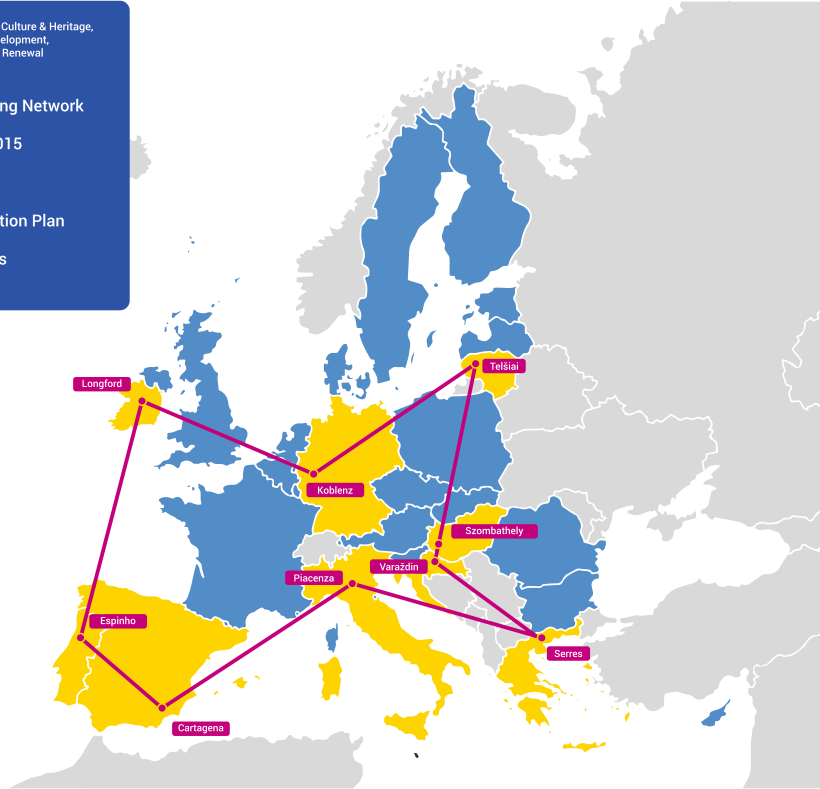 Culture & Heritage,
elopment,
Renewal
ng Network
015
tion Plan
s
Longford
Telšiai
Koblenz
Szombathely
Varaždin
Piacenza
Espinho
Serres
Cartagena